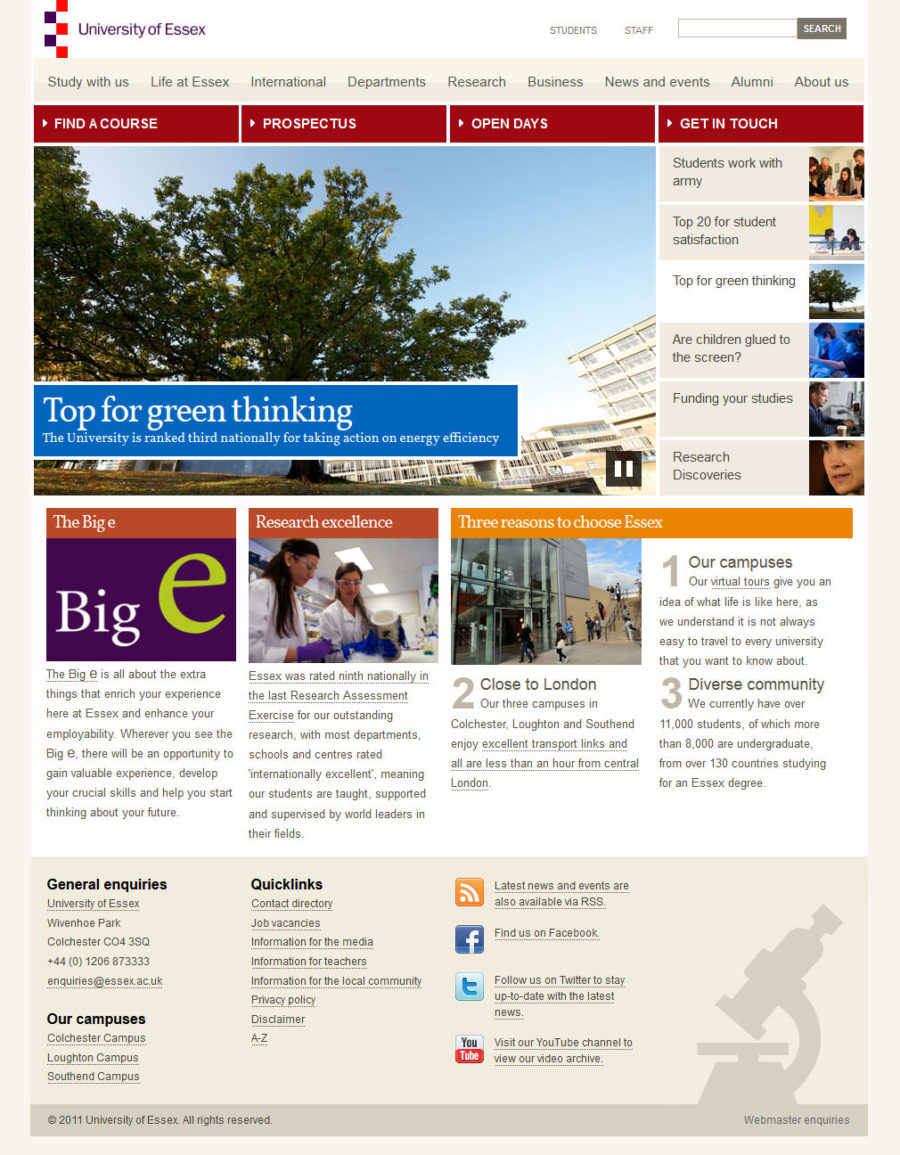 University of Essex
STUDENTS
STAFF
SEARCH
Study with us
Life at Essex
International
Departments
Research
Business
News and events
Alumni
About us
FIND A COURSE
PROSPECTUS
OPEN DAYS
GET IN TOUCH
Top for green thinking
The University is ranked third nationally for taking action on energy efficiency
Students work with
army
Top 20 for student
satisfaction
Top for green thinking
Are children glued to
the screen?
Funding your studies
Research
Discoveries
The Big e
Big e
The Big e is all about the extra
things that enrich your experience
here at Essex and enhance your
employability. Wherever you see the
Big e, there will be an opportunity to
gain valuable experience, develop
your crucial skills and help you start
thinking about your future.
Research excellence
Essex was rated ninth nationally in
the last Research Assessment
Exercise for our outstanding
research, with most departments,
schools and centres rated
'internationally excellent', meaning
our students are taught, supported
and supervised by world leaders in
their fields.
Three reasons to choose Essex
1 Our campuses
Our virtual tours give you an
idea of what life is like here, as
we understand it is not always
easy to travel to every university
that you want to know about.
2 Close to London
Our three campuses in
Colchester, Loughton and Southend
enjoy excellent transport links and
all are less than an hour from central
London.
3 Diverse community
We currently have over
11,000 students, of which more
than 8,000 are undergraduate,
from over 130 countries studying
for an Essex degree.
General enquiries
University of Essex
Wivenhoe Park
Colchester CO4 3SQ
+44 (0) 1206 873333
enquiries@essex.ac.uk
Our campuses
Colchester Campus
Loughton Campus
Southend Campus
Quicklinks
Contact directory
Job vacancies
Information for the media
Information for teachers
Information for the local community
Privacy policy
Disclaimer
A-Z
Latest news and events are
also available via RSS.
f
Find us on Facebook.
t
Follow us on Twitter to stay
up-to-date with the latest
news.
You
Tube
Visit our YouTube channel to
view our video archive.
© 2011 University of Essex. All rights reserved.
Webmaster enquiries